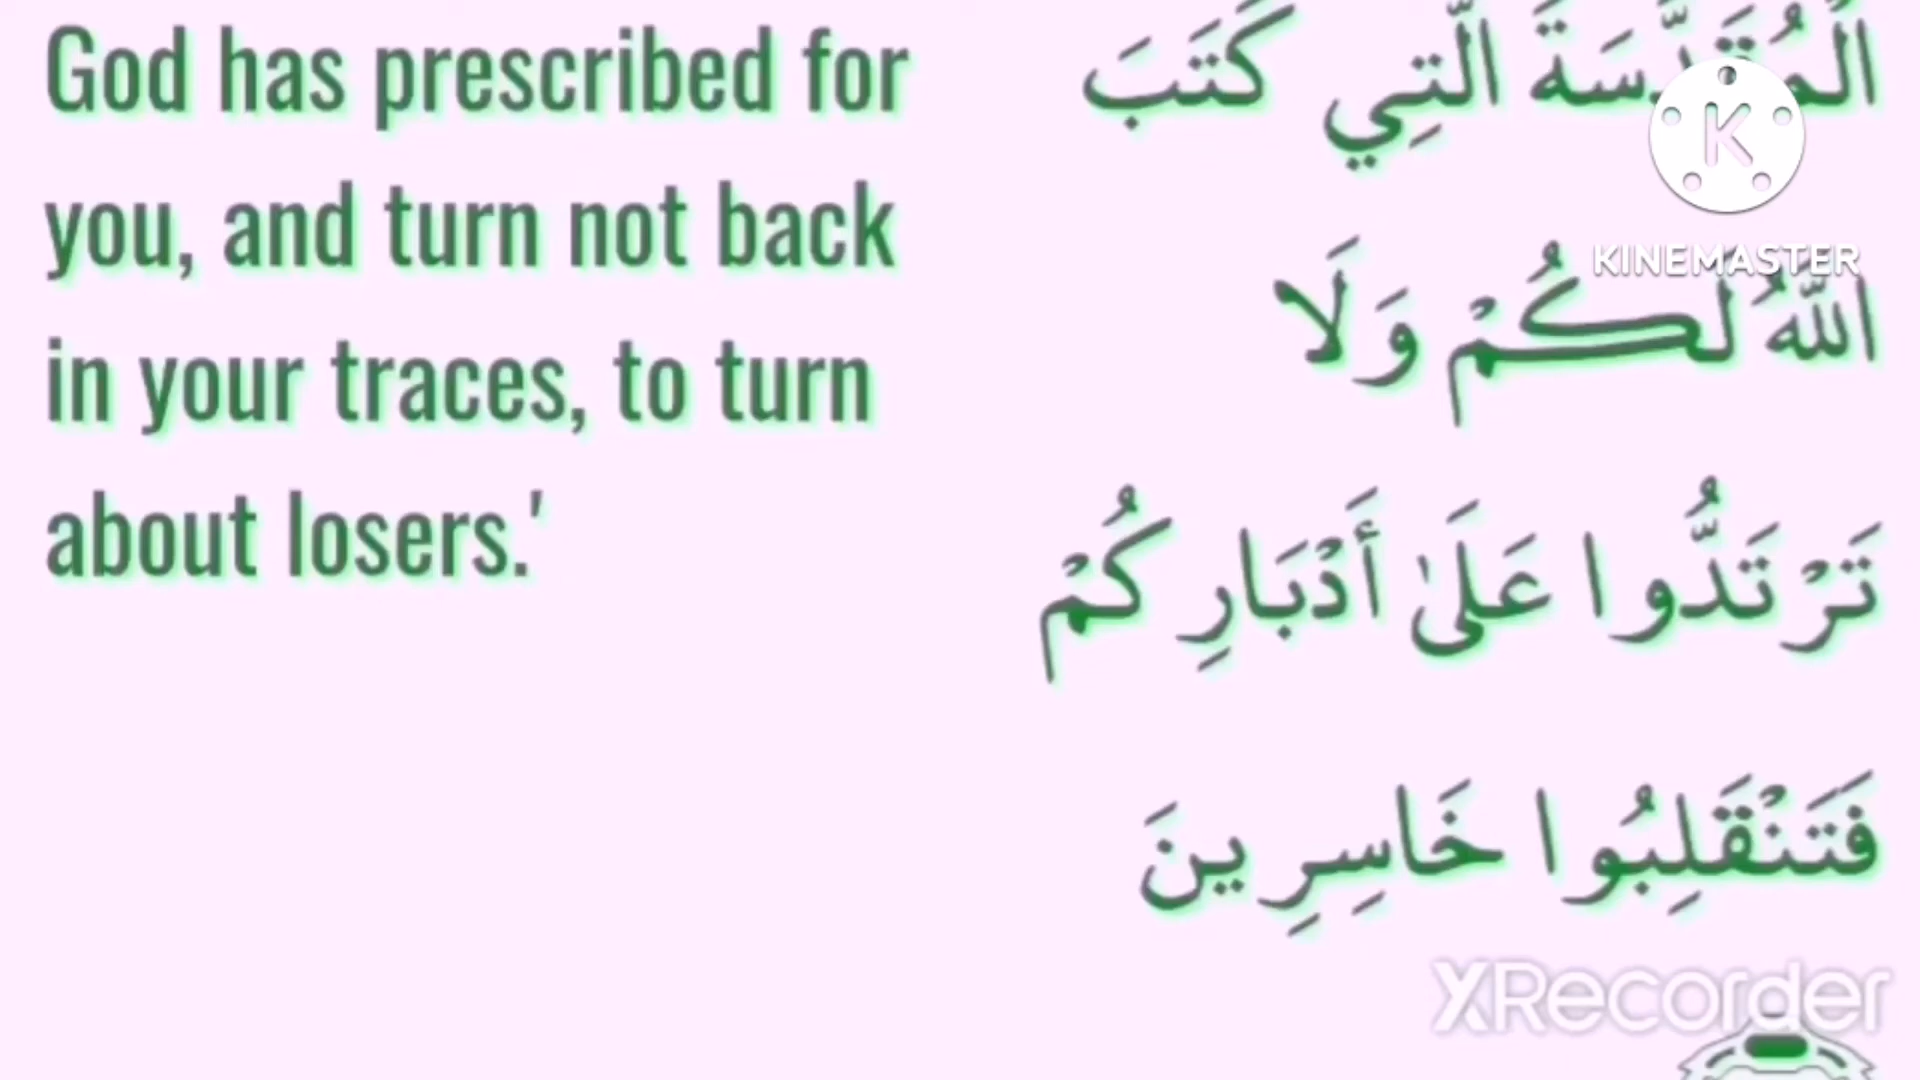 God has prescribed for
you, and turn not back
in your traces, to turn
about losers.'
الْمُقَدَّسَةَ الَّتِي كَتَبَ
اللَّهُ لَكُمْ وَلَا
تَرْتَدُّوا عَلَىٰ أَدْبَارِكُمْ
فَتَنْقَلِبُوا خَاسِرِينَ
K
KINEMASTER
XRecorder